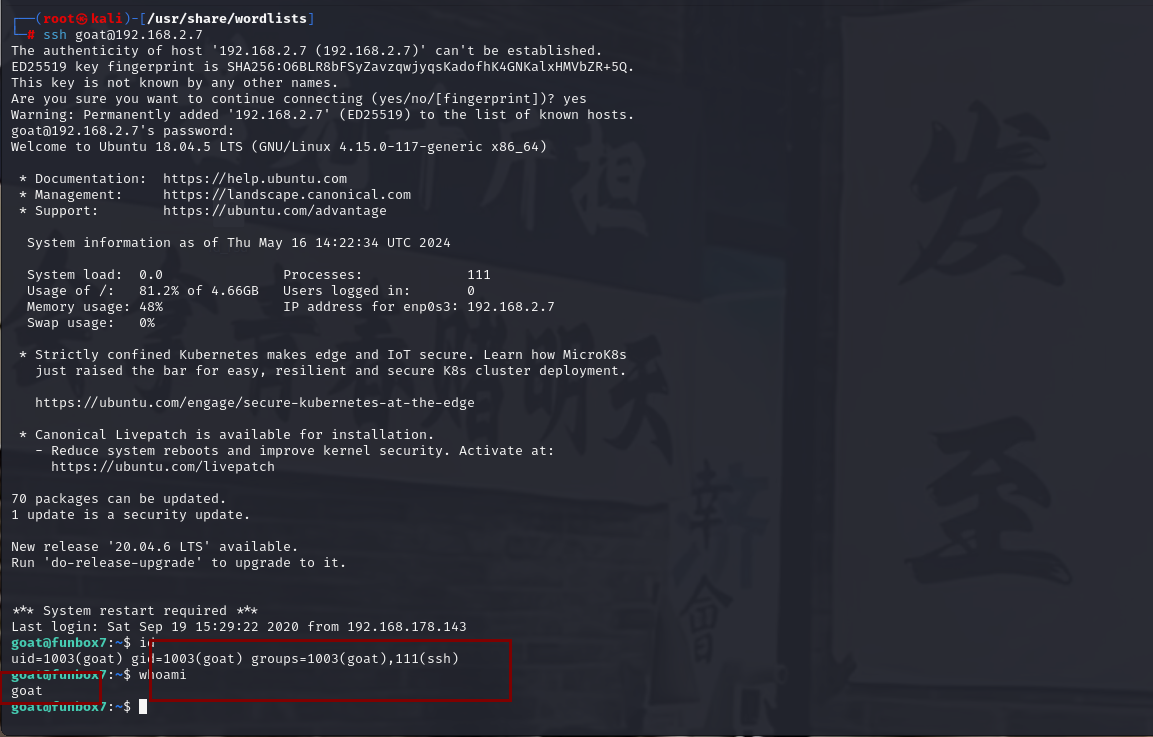 ┌──(root㉿kali)-[/usr/share/wordlists]
└─# ssh goat@192.168.2.7
The authenticity of host '192.168.2.7 (192.168.2.7)' can't be established.
ED25519 key fingerprint is SHA256:O6BLR8bFSyZavzqwjyqsKadofhK4GNKalxHMVbZR+5Q.
This key is not known by any other names.
Are you sure you want to continue connecting (yes/no/[fingerprint])? yes
Warning: Permanently added '192.168.2.7' (ED25519) to the list of known hosts.
goat@192.168.2.7's password:
Welcome to Ubuntu 18.04.5 LTS (GNU/Linux 4.15.0-117-generic x86_64)
* Documentation: https://help.ubuntu.com
* Management: https://landscape.canonical.com
* Support: https://ubuntu.com/advantage
System information as of Thu May 16 14:22:34 UTC 2024
System load: 0.0 Processes: 111
Usage of /: 81.2% of 4.66GB Users logged in: 0
Memory usage: 48% IP address for enp0s3: 192.168.2.7
Swap usage: 0%
* Strictly confined Kubernetes makes edge and IoT secure. Learn how MicroK8s
just raised the bar for easy, resilient and secure K8s cluster deployment.
https://ubuntu.com/engage/secure-kubernetes-at-the-edge
* Canonical Livepatch is available for installation.
- Reduce system reboots and improve kernel security. Activate at:
https://ubuntu.com/livepatch
70 packages can be updated.
1 update is a security update.
New release '20.04.6 LTS' available.
Run 'do-release-upgrade' to upgrade to it.
*** System restart required ***
Last login: Sat Sep 19 15:29:22 2020 from 192.168.178.143
goat@funbox7:~$ id
uid=1003(goat) gid=1003(goat) groups=1003(goat),111(ssh)
goat@funbox7:~$ whoami
goat
goat@funbox7:~$
发
至